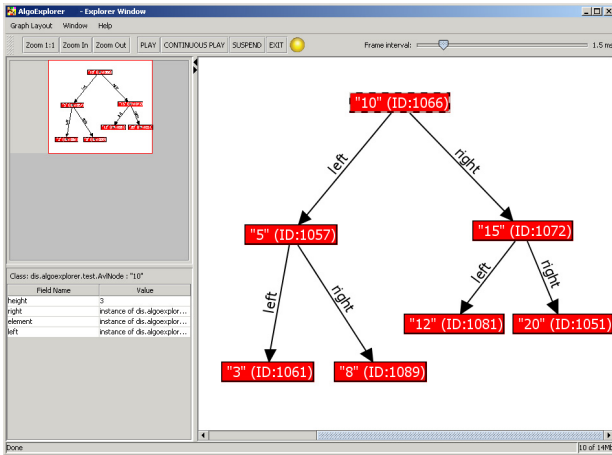 AlgoExplorer - Explorer Window
Graph Layout Window Help
Zoom 1:1 Zoom In Zoom Out PLAY CONTINUOUS PLAY SUSPEND EXIT Frame interval: 1.5 ms
"10" (ID:1066)
left
right
"5" (ID:1057)
"15" (ID:1072)
left
right
left
right
"12" (ID:1081)
"20" (ID:1051)
"3" (ID:1061)
"8" (ID:1089)
Class: dis.algoexplorer.test.AvlNode : "10"
Field Name Value
height 3
right instance of dis.algoexplor...
element instance of dis.algoexplor...
left instance of dis.algoexplor...
Done 10 of 14Mb